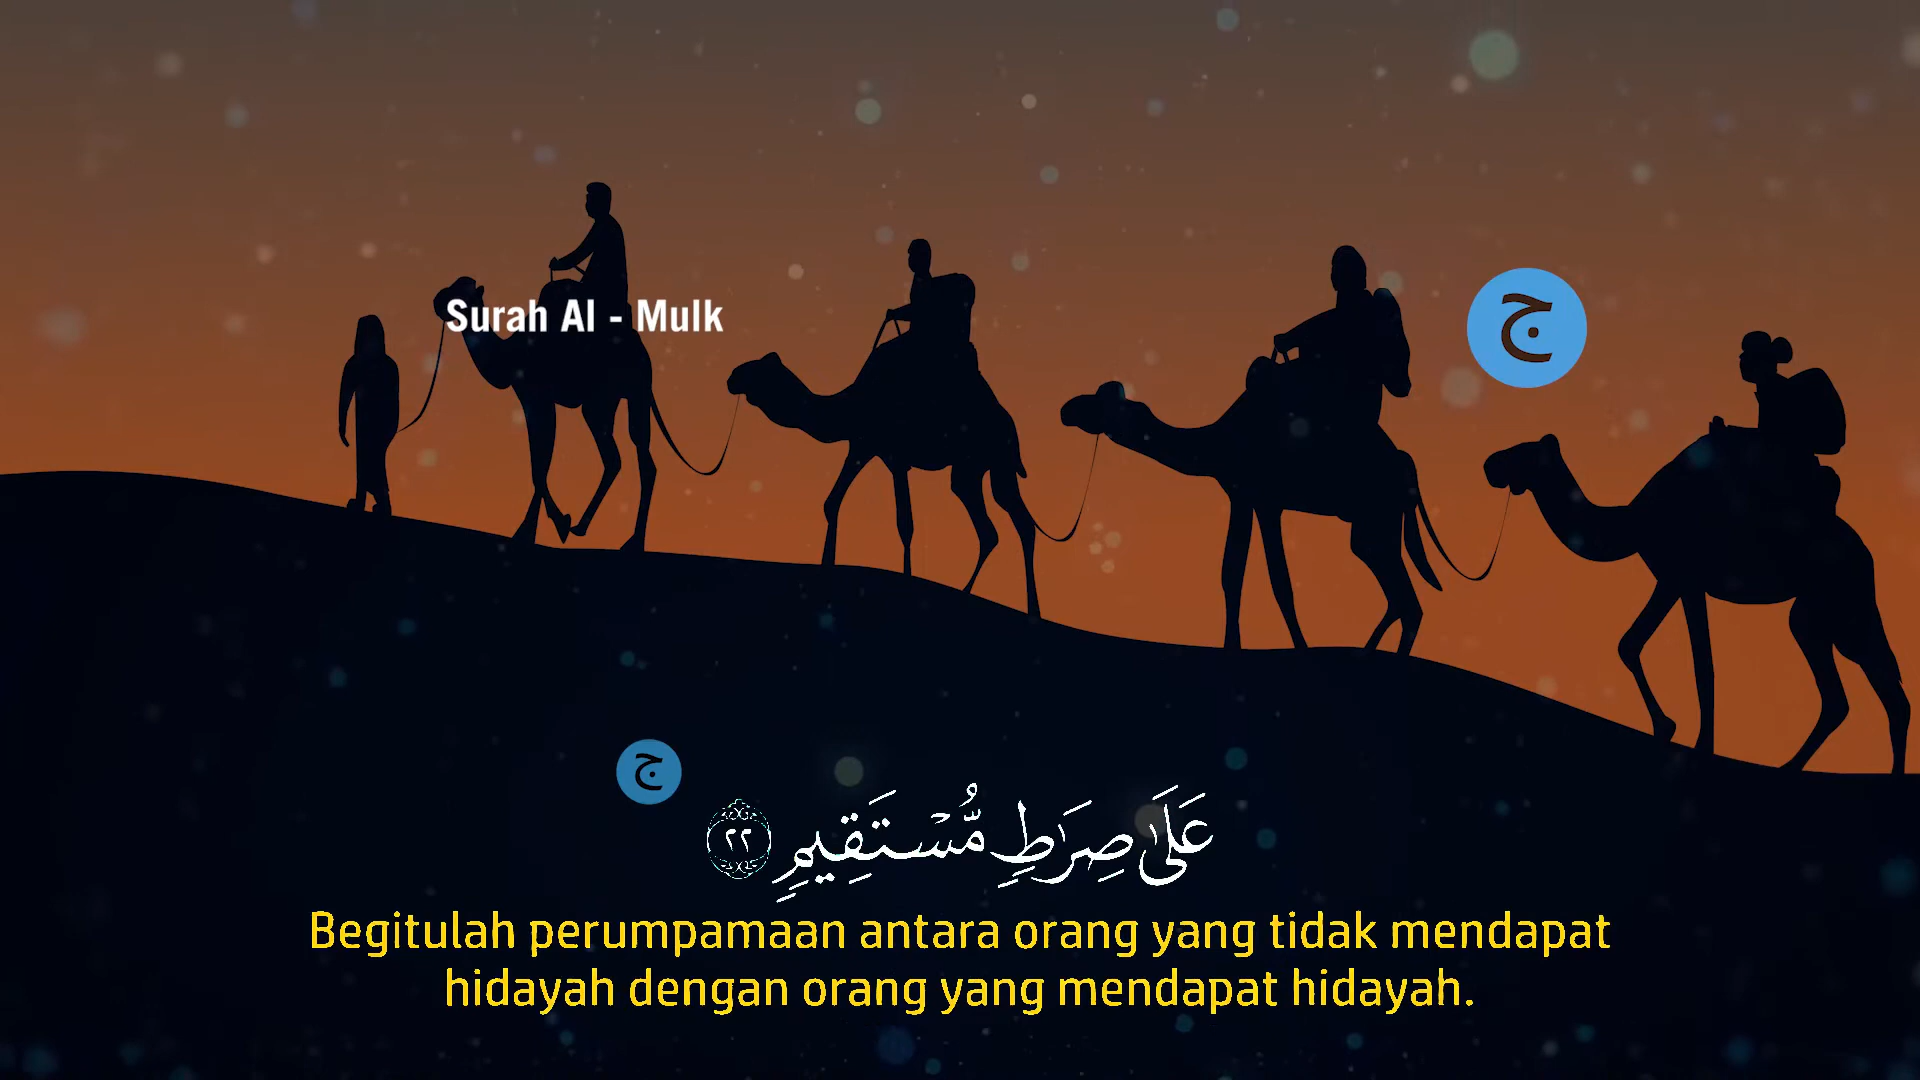 Surah Al - Mulk
ج
ج
عَلَىٰ صِرَٰطٍ مُّسْتَقِيمٍ ٢٢
Begitulah perumpamaan antara orang yang tidak mendapat
hidayah dengan orang yang mendapat hidayah.